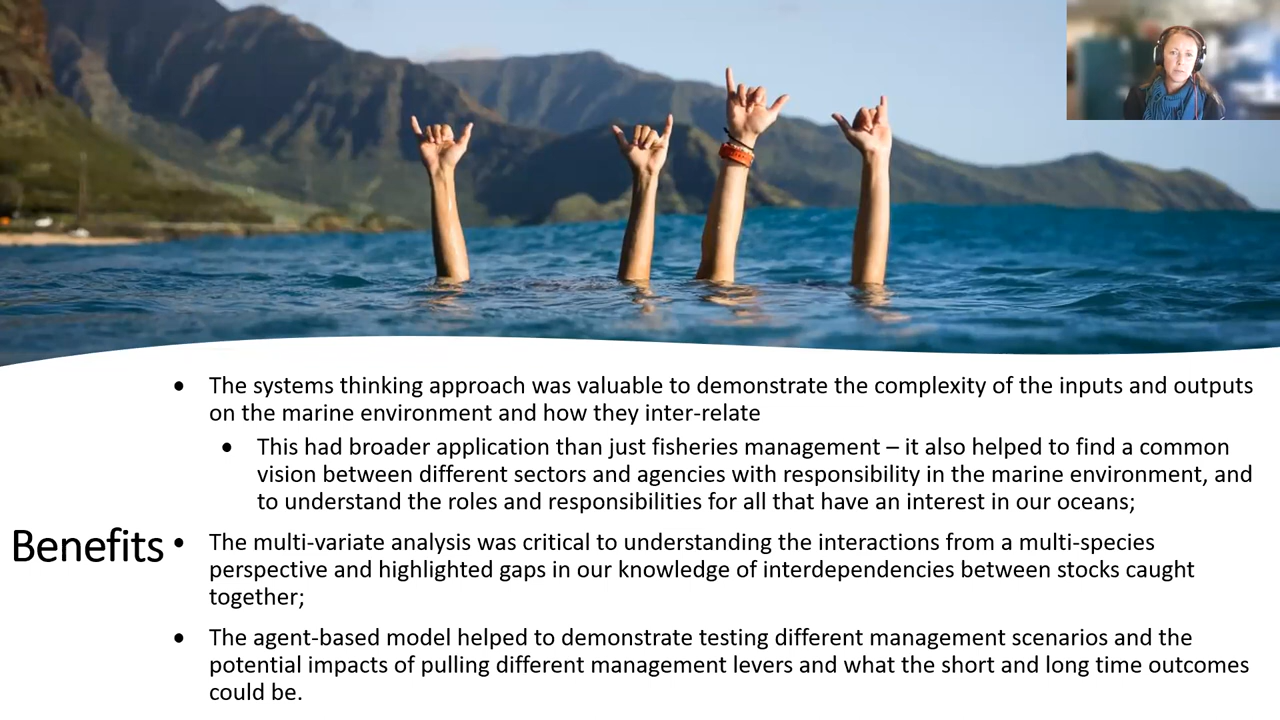 Benefits
• The systems thinking approach was valuable to demonstrate the complexity of the inputs and outputs
on the marine environment and how they inter-relate
• This had broader application than just fisheries management – it also helped to find a common
vision between different sectors and agencies with responsibility in the marine environment, and
to understand the roles and responsibilities for all that have an interest in our oceans;
• The multi-variate analysis was critical to understanding the interactions from a multi-species
perspective and highlighted gaps in our knowledge of interdependencies between stocks caught
together;
• The agent-based model helped to demonstrate testing different management scenarios and the
potential impacts of pulling different management levers and what the short and long time outcomes
could be.